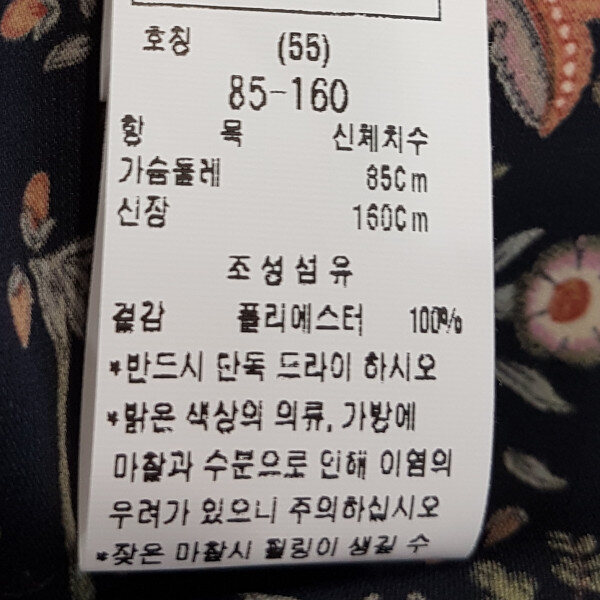 호칭 (55)
85-160
항 목 신체치수
가슴둘레 85Cm
신장 160Cm
조성섬유
겉감 폴리에스터 100%
*반드시 단독 드라이 하시오
*밝은 색상의 의류, 가방에
마찰과 수분으로 인해 이염의
우려가 있으니 주의하십시오
*잦은 마찰시 필링이 생길 수